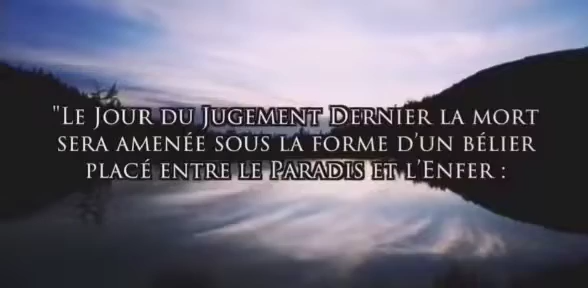 "Le Jour du Jugement Dernier la mort
sera amenée sous la forme d'un bélier
placé entre le Paradis et l'Enfer :